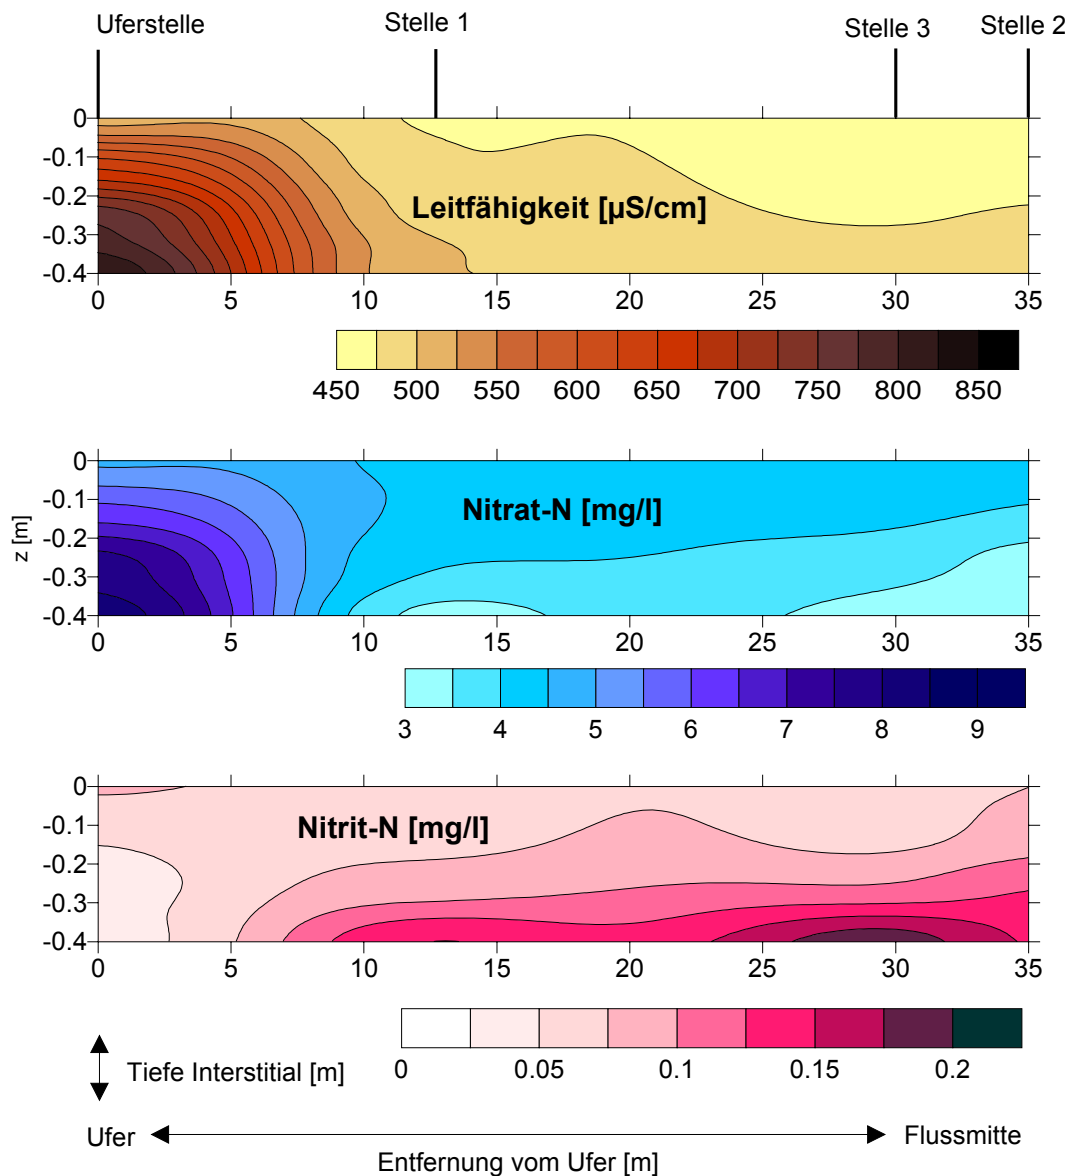 Uferstelle
Stelle 1
Stelle 3
Stelle 2
0
-0.1
-0.2
-0.3
-0.4
Leitfähigkeit [µS/cm]
0 5 10 15 20 25 30 35
450 500 550 600 650 700 750 800 850
0
-0.1
-0.2
-0.3
-0.4
z [m]
Nitrat-N [mg/l]
0 5 10 15 20 25 30 35
3 4 5 6 7 8 9
0
-0.1
-0.2
-0.3
-0.4
Nitrit-N [mg/l]
0 5 10 15 20 25 30 35
0 0.05 0.1 0.15 0.2
Tiefe Interstitial [m]
Ufer
Flussmitte
Entfernung vom Ufer [m]